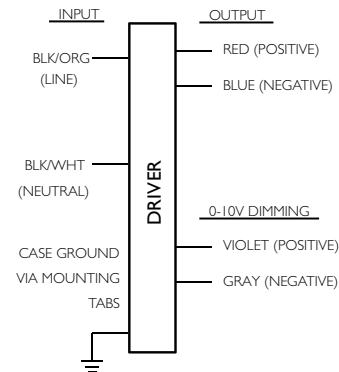 INPUT
BLK/ORG
(LINE)
BLK/WHT
(NEUTRAL)
CASE GROUND
VIA MOUNTING
TABS
DRIVER
OUTPUT
RED (POSITIVE)
BLUE (NEGATIVE)
0-10V DIMMING
VIOLET (POSITIVE)
GRAY (NEGATIVE)